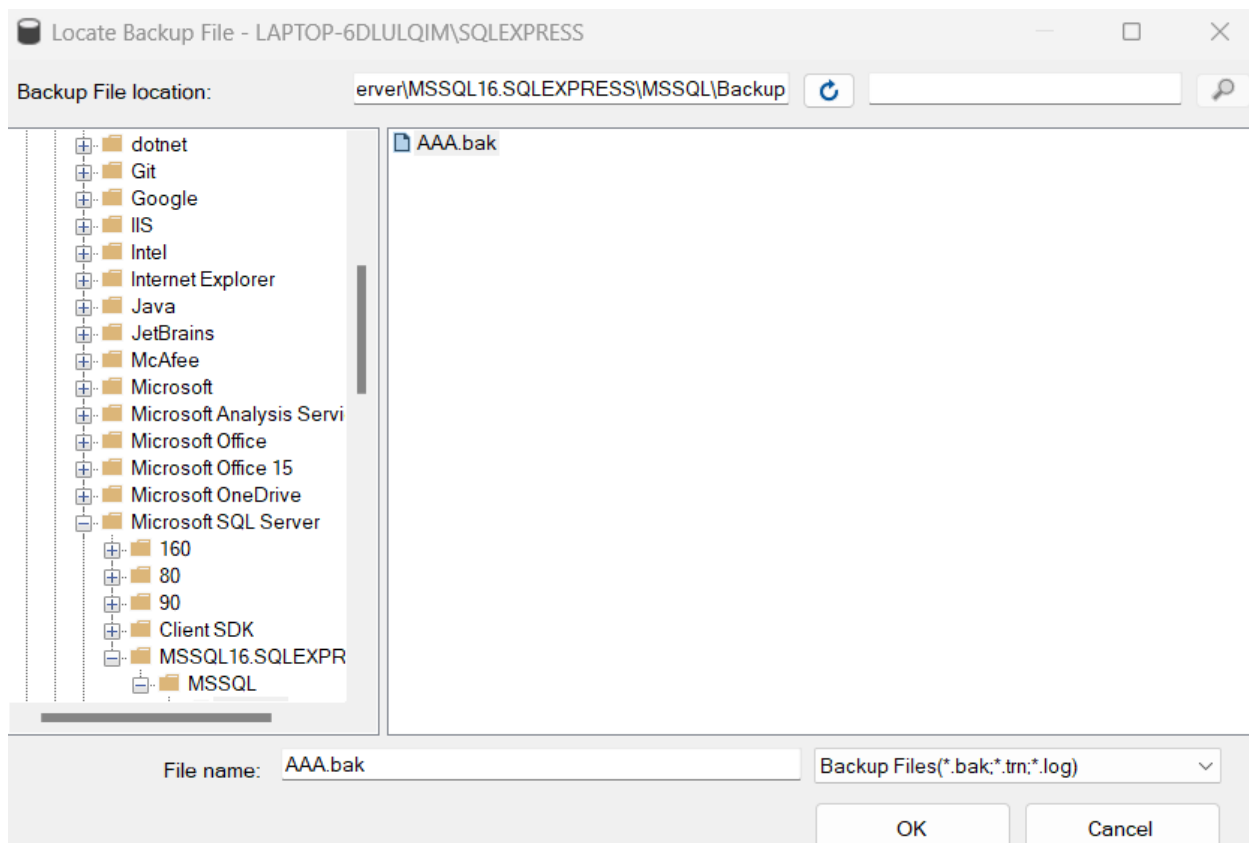 Locate Backup File - LAPTOP-6DLULQIM\SQLEXPRESS
Backup File location: erver\MSSQL16.SQLEXPRESS\MSSQL\Backup
dotnet
Git
Google
IIS
Intel
Internet Explorer
Java
JetBrains
McAfee
Microsoft
Microsoft Analysis Servi
Microsoft Office
Microsoft Office 15
Microsoft OneDrive
Microsoft SQL Server
160
80
90
Client SDK
MSSQL16.SQLEXPR
MSSQL
AAA.bak
File name: AAA.bak
Backup Files(*.bak;*.trn;*.log)
OK Cancel